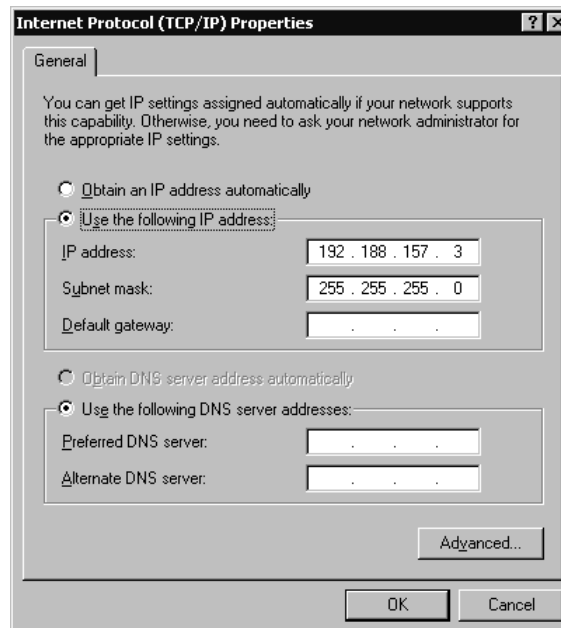 Internet Protocol (TCP/IP) Properties
General
You can get IP settings assigned automatically if your network supports
this capability. Otherwise, you need to ask your network administrator for
the appropriate IP settings.
Obtain an IP address automatically
Use the following IP address:
IP address: 192 . 188 . 157 . 3
Subnet mask: 255 . 255 . 255 . 0
Default gateway: . . .
Obtain DNS server address automatically
Use the following DNS server addresses:
Preferred DNS server: . . .
Alternate DNS server: . . .
Advanced...
OK Cancel